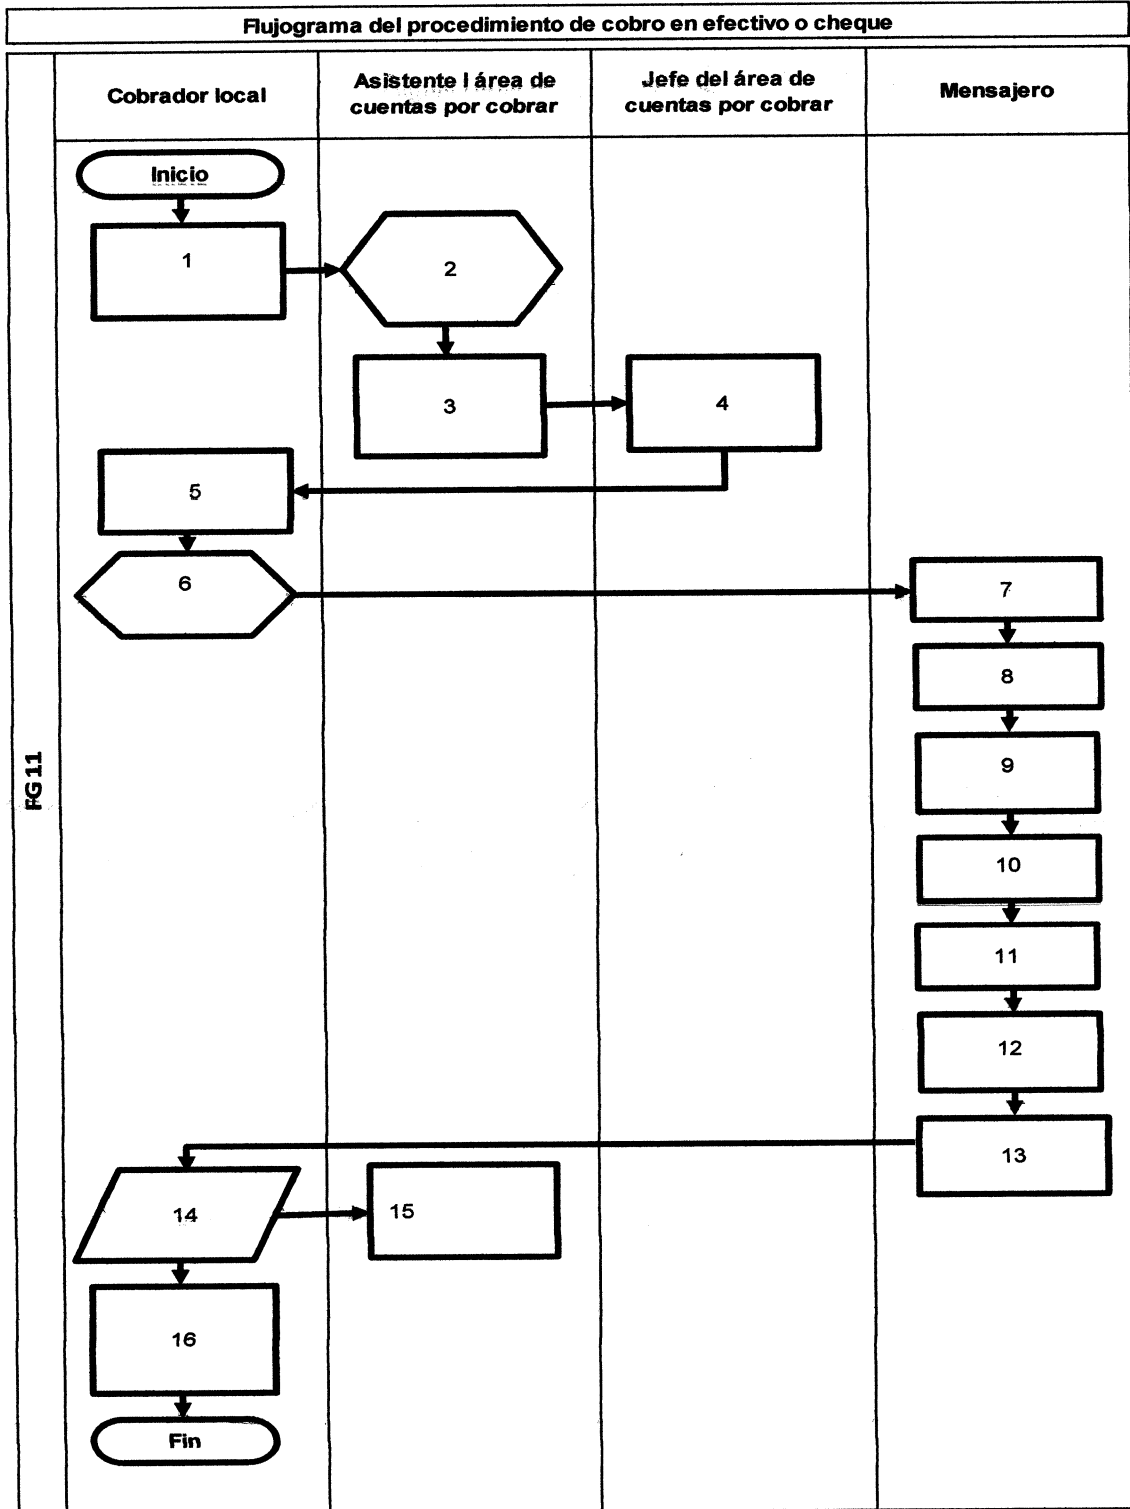 Flujograma del procedimiento de cobro en efectivo o cheque
Cobrador local
Asistente I área de
cuentas por cobrar
Jefe del área de
cuentas por cobrar
Mensajero
FG11
Inicio
1
2
3
4
5
6
7
8
9
10
11
12
13
14
15
16
Fin